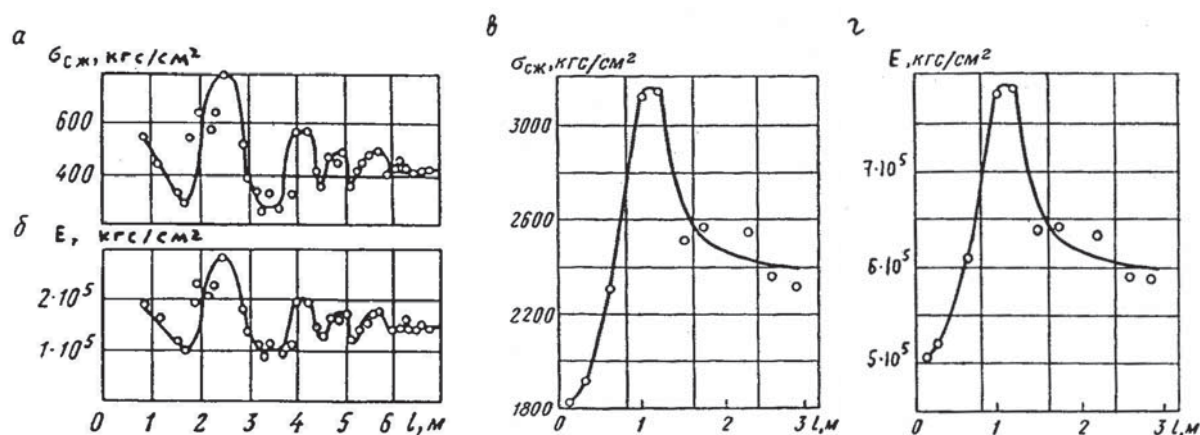 а
бсж, кгс/см²
600
400
б
E, кгс/см²
2·10⁵
1·10⁵
0 1 2 3 4 5 6 l, м
в
σсж, кгс/см²
3000
2600
2200
1800
0 1 2 3 l, м
г
E, кгс/см²
7·10⁵
6·10⁵
5·10⁵
0 1 2 3 l, м